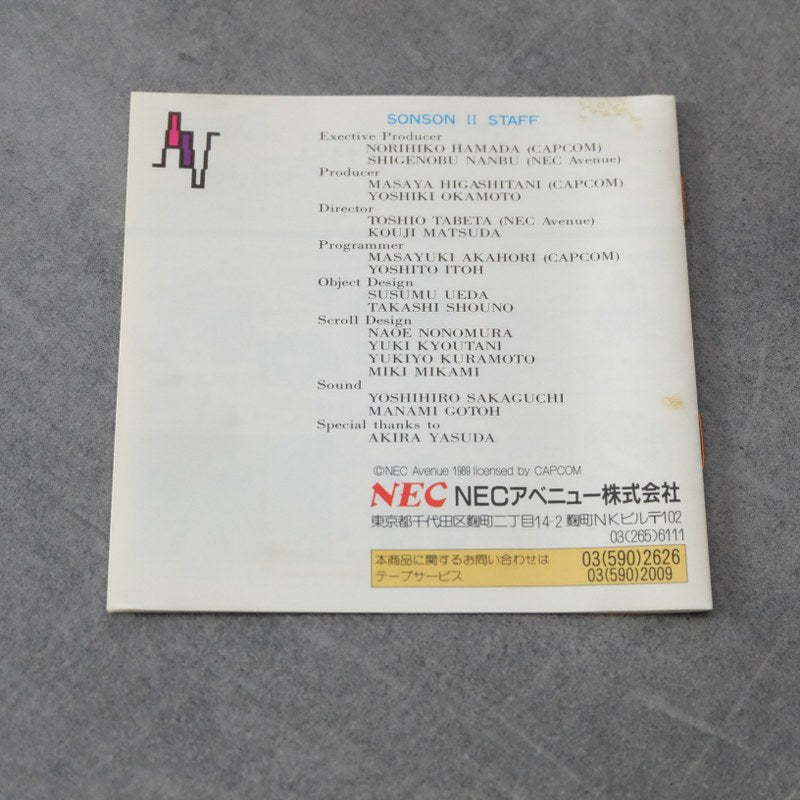 SONSON II STAFF
Exective Producer
NORIHIKO HAMADA (CAPCOM)
SHIGENOBU NANBU (NEC Avenue)
Producer
MASAYA HIGASHITANI (CAPCOM)
YOSHIKI OKAMOTO
Director
TOSHIO TABETA (NEC Avenue)
KOUJI MATSUDA
Programmer
MASAYUKI AKAHORI (CAPCOM)
YOSHITO ITOH
Object Design
SUSUMU UEDA
TAKASHI SHOUNO
Scroll Design
NAOE NONOMURA
YUKI KYOUTANI
YUKIYO KURAMOTO
MIKI MIKAMI
Sound
YOSHIHIRO SAKAGUCHI
MANAMI GOTOH
Special thanks to
AKIRA YASUDA
©NEC Avenue 1989 licensed by CAPCOM
NEC NECアベニュー株式会社
東京都千代田区麴町二丁目14-2 麴町NKビル〒102
03(265)6111
本商品に関するお問い合わせは 03(590)2626
テープサービス 03(590)2009